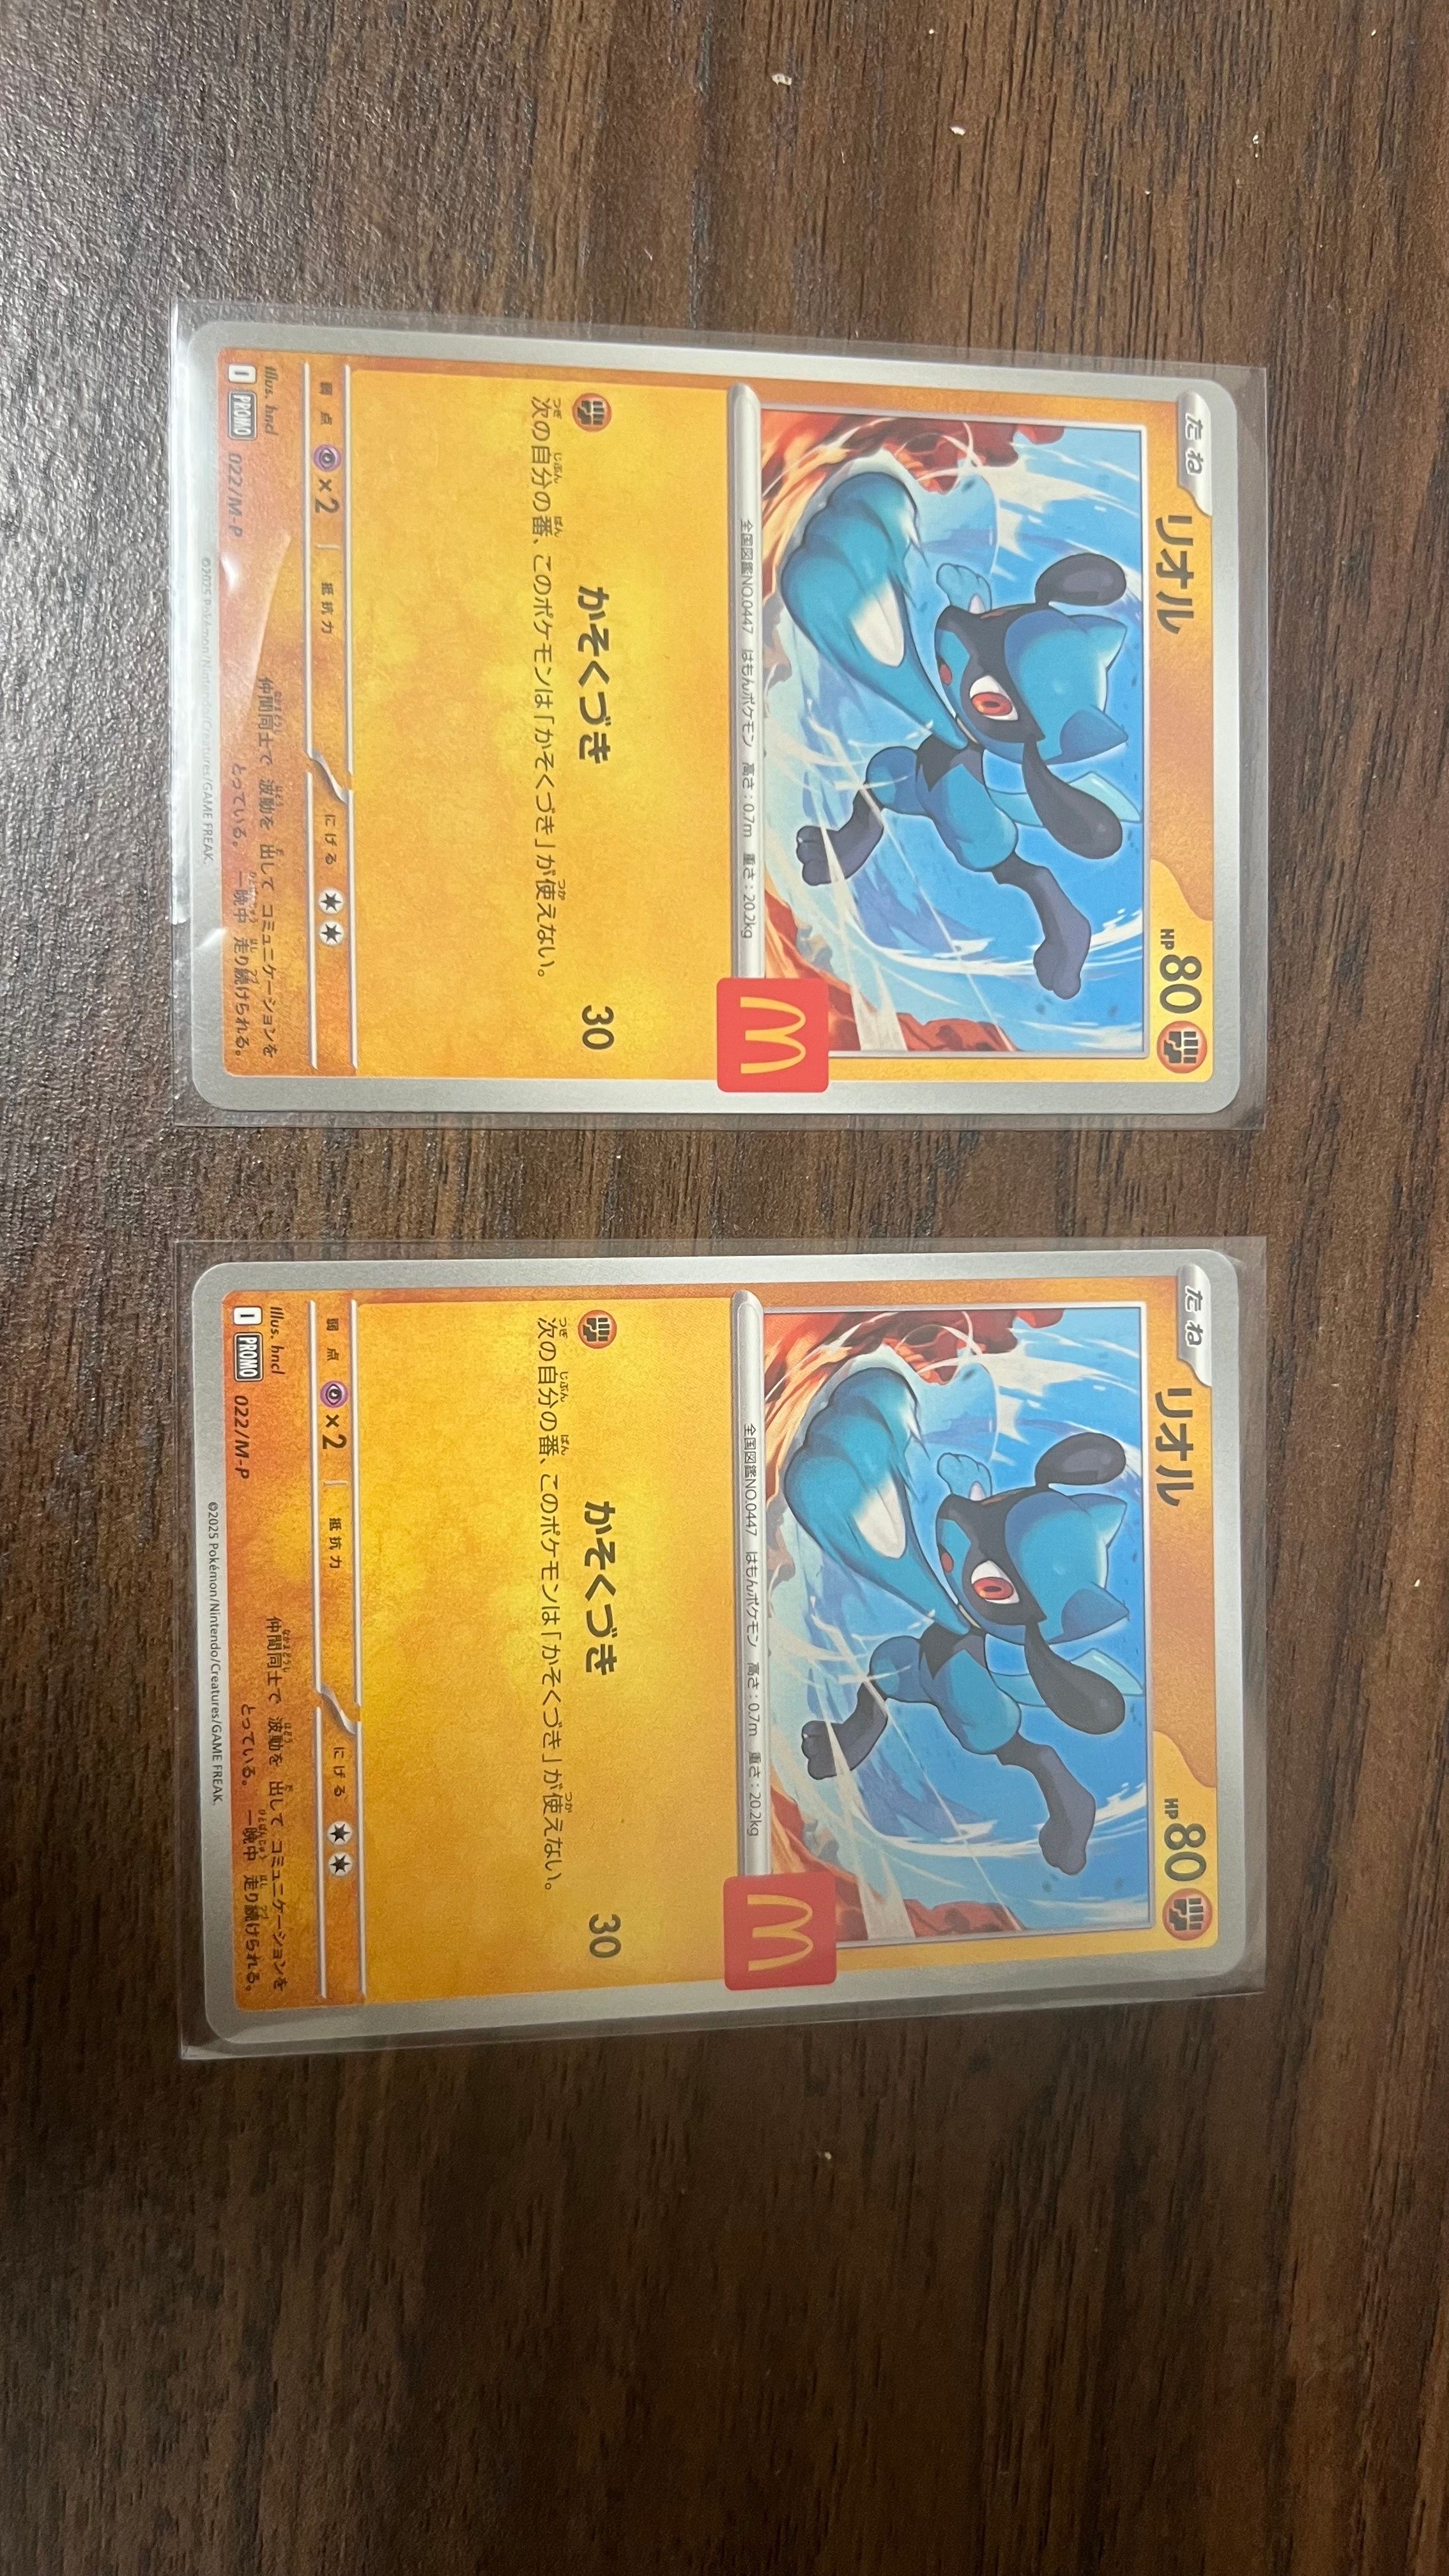 たね
リオル
HP80
全国図鑑NO.0447 はもんポケモン 高さ:0.7m 重さ:20.2kg
かそくづき 30
次の自分の番、このポケモンは「かそくづき」が使えない。
弱点 ×2 抵抗力 にげる
Illus. hncl
I PROMO 022/M-P
仲間同士で 波動を 出して コミュニケーションを
とっている。 一晩中 走り続けられる。
©2025 Pokémon/Nintendo/Creatures/GAME FREAK.
たね
リオル
HP80
全国図鑑NO.0447 はもんポケモン 高さ:0.7m 重さ:20.2kg
かそくづき 30
次の自分の番、このポケモンは「かそくづき」が使えない。
弱点 ×2 抵抗力 にげる
Illus. hncl
I PROMO 022/M-P
仲間同士で 波動を 出して コミュニケーションを
とっている。 一晩中 走り続けられる。
©2025 Pokémon/Nintendo/Creatures/GAME FREAK.